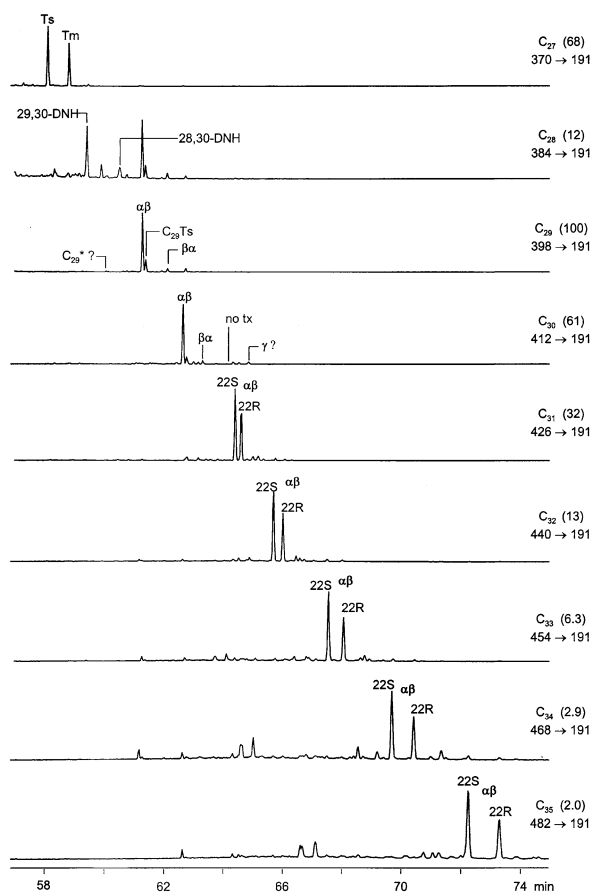 Ts
Tm
C27 (68)
370 → 191
29,30-DNH
28,30-DNH
C28 (12)
384 → 191
αβ
C29Ts
βα
C29* ?
C29 (100)
398 → 191
αβ
βα
no tx
γ ?
C30 (61)
412 → 191
22S αβ
22R
C31 (32)
426 → 191
22S αβ
22R
C32 (13)
440 → 191
22S αβ
22R
C33 (6.3)
454 → 191
22S αβ
22R
C34 (2.9)
468 → 191
22S αβ
22R
C35 (2.0)
482 → 191
58 62 66 70 74 min